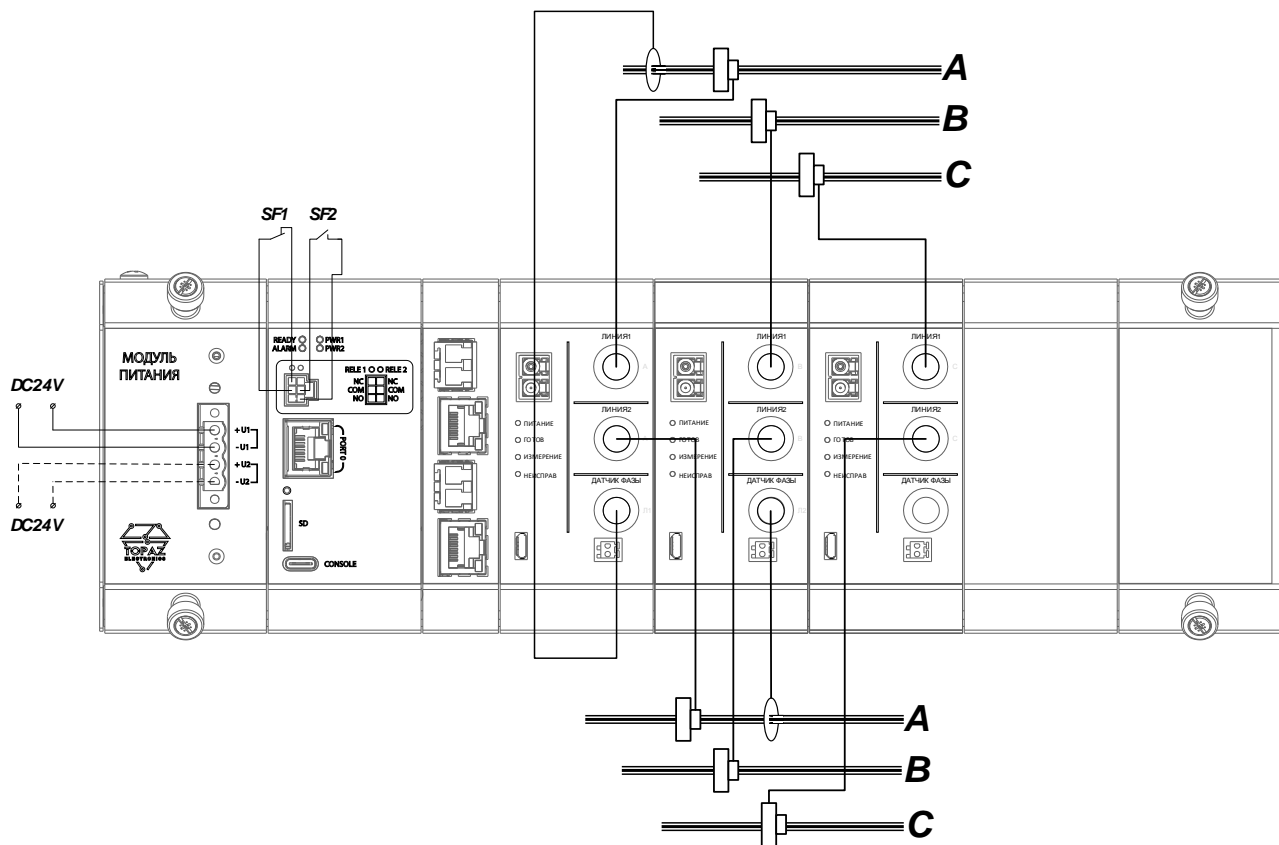 A
B
C
SF1
SF2
READY
PWR1
ALARM
PWR2
МОДУЛЬ
ПИТАНИЯ
RELE 1
RELE 2
NC
NC
COM
COM
NO
NO
DC24V
+ U1
- U1
+ U2
- U2
DC24V
PORT 0
SD
CONSOLE
TOPAZ
ELECTRONICS
ЛИНИЯ1
A
ЛИНИЯ2
ПИТАНИЕ
ГОТОВ
ИЗМЕРЕНИЕ
НЕИСПРАВ
ДАТЧИК ФАЗЫ
ЛИНИЯ1
B
ЛИНИЯ2
B
ПИТАНИЕ
ГОТОВ
ИЗМЕРЕНИЕ
НЕИСПРАВ
ДАТЧИК ФАЗЫ
ЛИНИЯ1
C
ЛИНИЯ2
C
ПИТАНИЕ
ГОТОВ
ИЗМЕРЕНИЕ
НЕИСПРАВ
ДАТЧИК ФАЗЫ
A
B
C